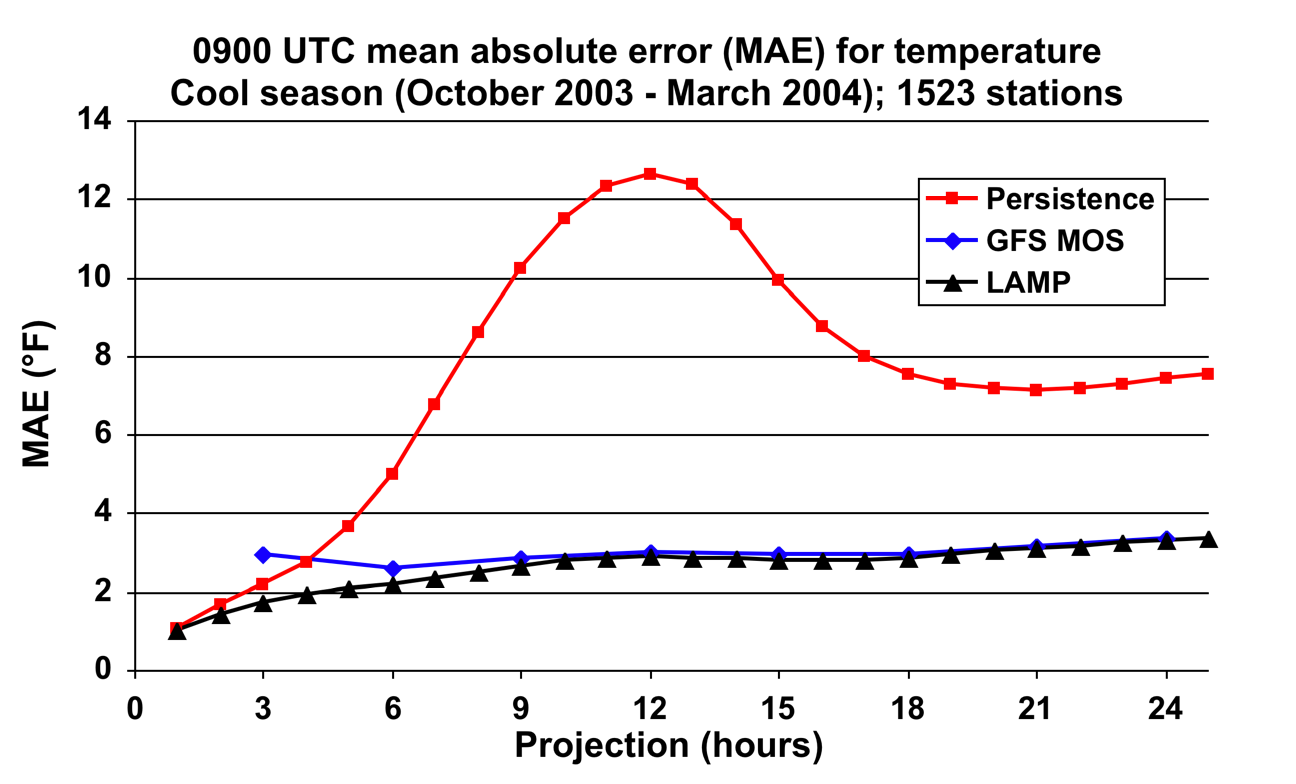 0900 UTC mean absolute error (MAE) for temperature
Cool season (October 2003 - March 2004); 1523 stations
14
12
10
8
6
4
2
0
MAE (°F)
Persistence
GFS MOS
LAMP
0 3 6 9 12 15 18 21 24
Projection (hours)